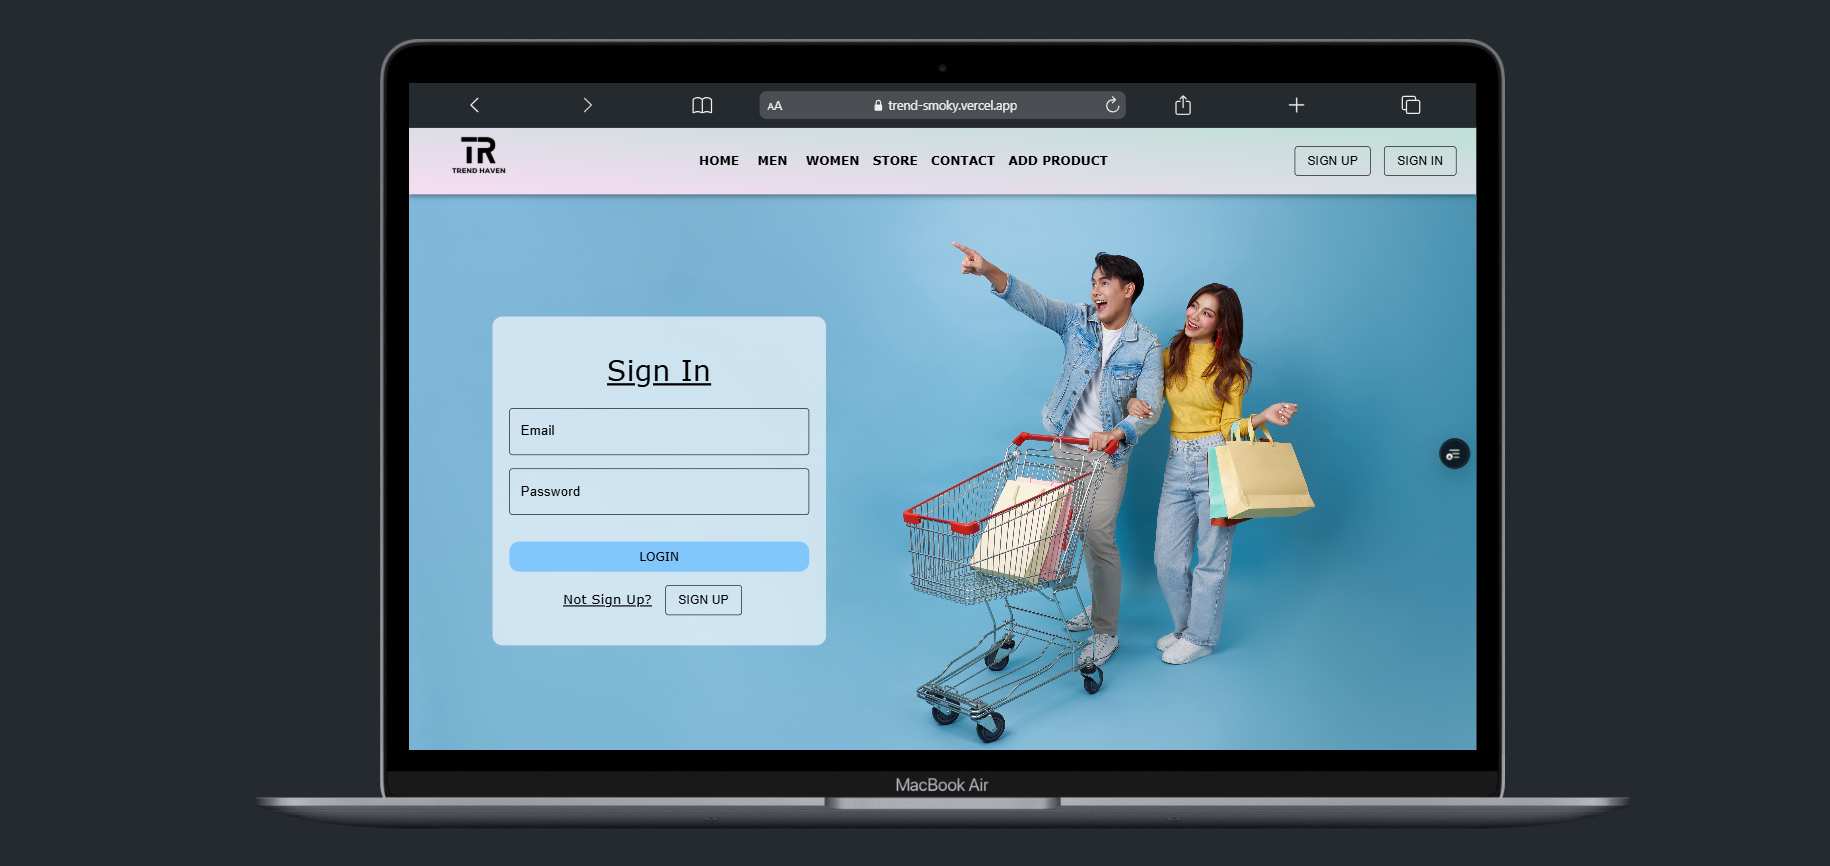 AA trend-smoky.vercel.app
TR
TREND HAVEN
HOME MEN WOMEN STORE CONTACT ADD PRODUCT
SIGN UP SIGN IN
Sign In
Email
Password
LOGIN
Not Sign Up? SIGN UP
MacBook Air